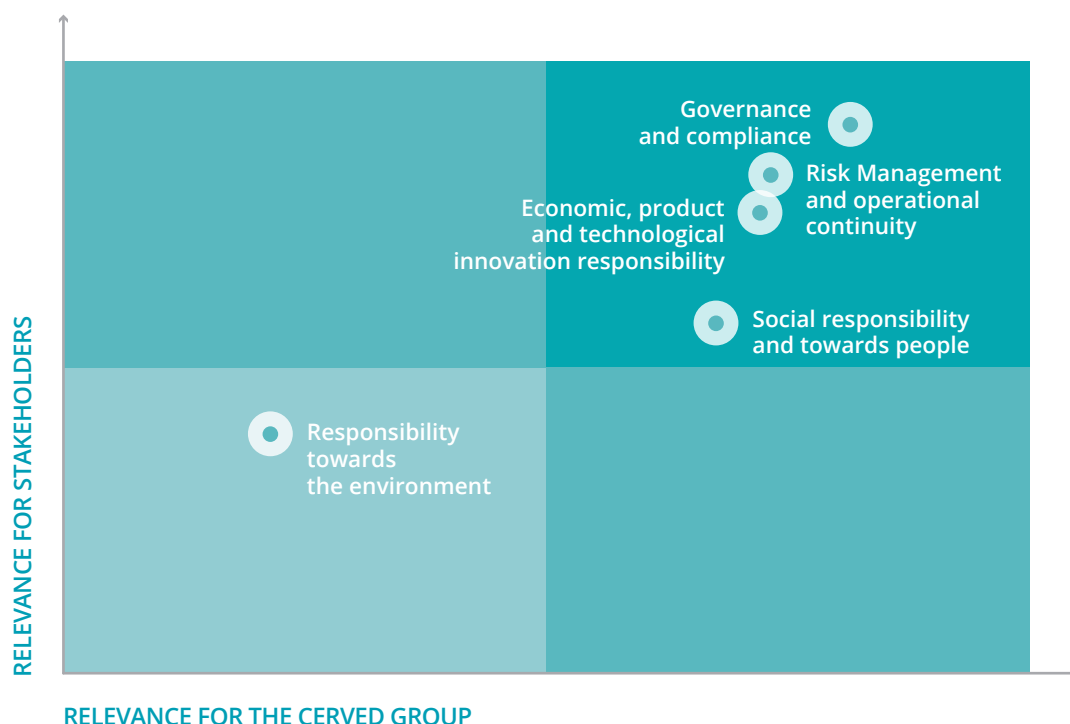 Governance
and compliance
Risk Management
and operational
continuity
Economic, product
and technological
innovation responsibility
Social responsibility
and towards people
Responsibility
towards
the environment
RELEVANCE FOR STAKEHOLDERS
RELEVANCE FOR THE CERVED GROUP